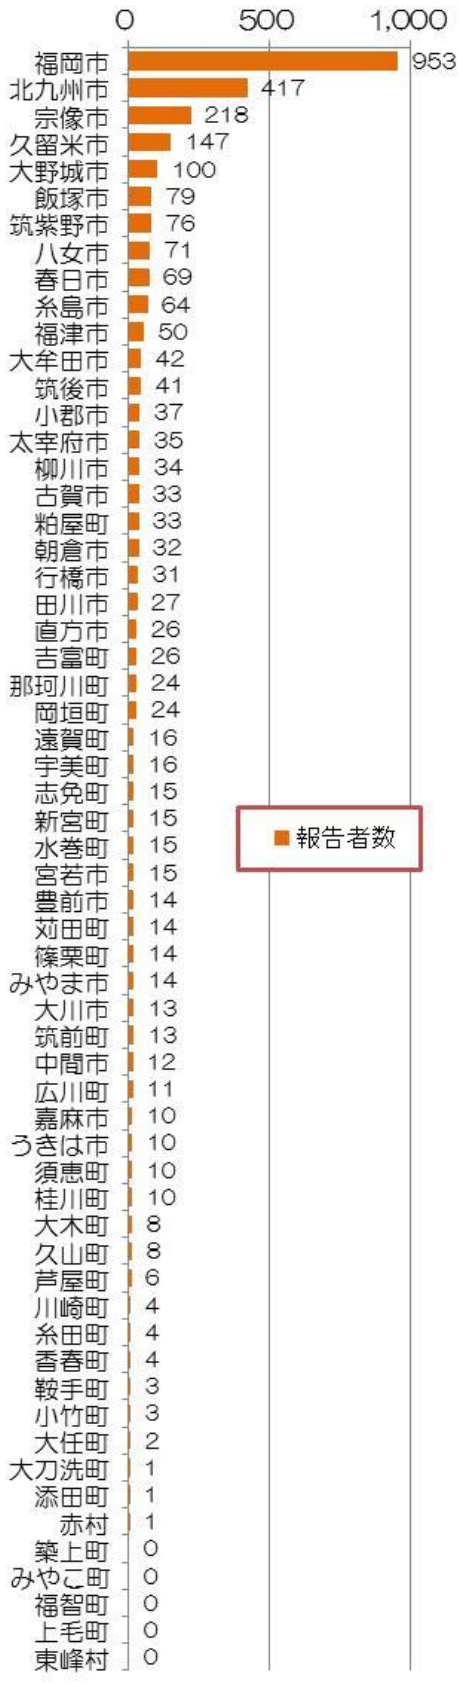 0 500 1,000
福岡市 953
北九州市 417
宗像市 218
久留米市 147
大野城市 100
飯塚市 79
筑紫野市 76
八女市 71
春日市 69
糸島市 64
福津市 50
大牟田市 42
筑後市 41
小郡市 37
太宰府市 35
柳川市 34
古賀市 33
粕屋町 33
朝倉市 32
行橋市 31
田川市 27
直方市 26
吉富町 26
那珂川町 24
岡垣町 24
遠賀町 16
宇美町 16
志免町 15
新宮町 15
報告者数
水巻町 15
宮若市 15
豊前市 14
苅田町 14
篠栗町 14
みやま市 14
大川市 13
筑前町 13
中間市 12
広川町 11
嘉麻市 10
うきは市 10
須恵町 10
桂川町 10
大木町 8
久山町 8
芦屋町 6
川崎町 4
糸田町 4
香春町 4
鞍手町 3
小竹町 3
大任町 2
大刀洗町 1
添田町 1
赤村 1
築上町 0
みやこ町 0
福智町 0
上毛町 0
東峰村 0